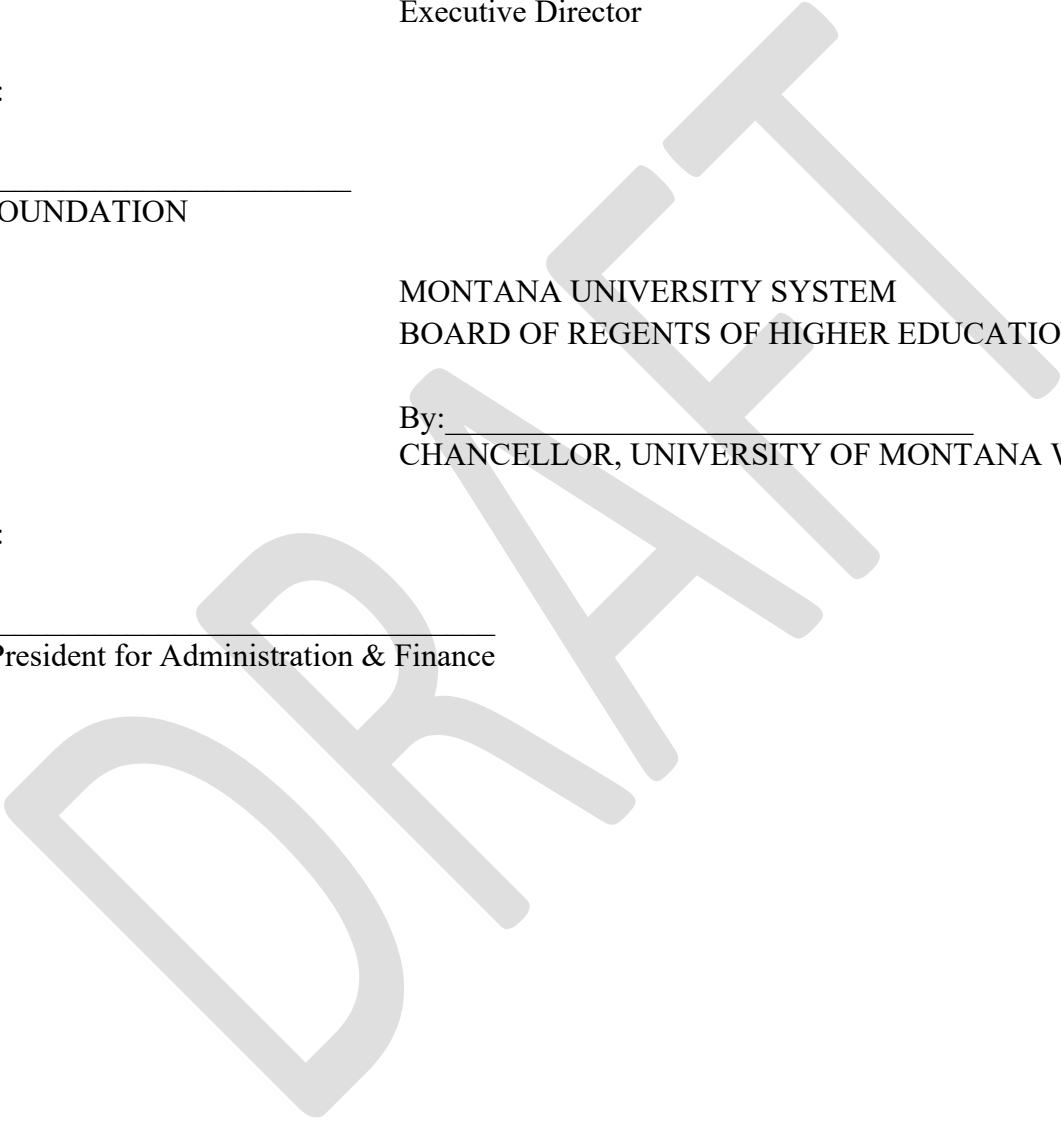 Executive Director
:
OUNDATION
MONTANA UNIVERSITY SYSTEM
BOARD OF REGENTS OF HIGHER EDUCATIO
By:_________________________________
CHANCELLOR, UNIVERSITY OF MONTANA
:
President for Administration & Finance
DRAFT